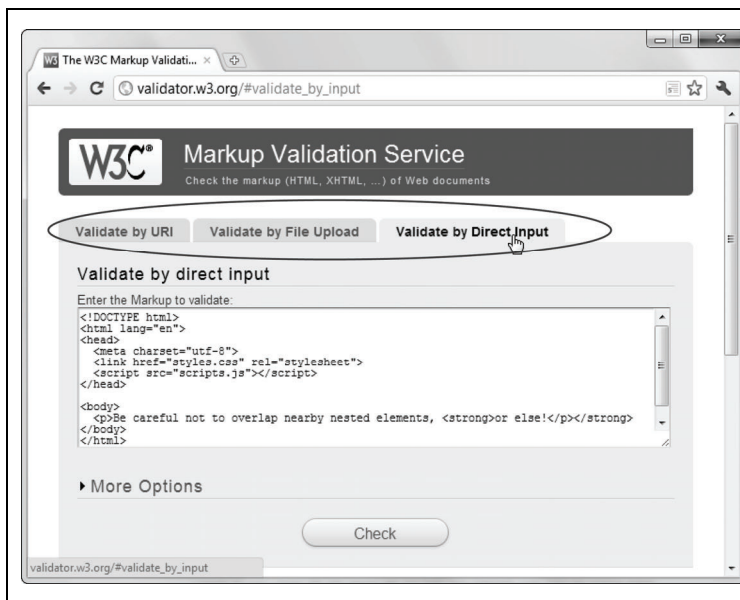 The W3C Markup Validati...
validator.w3.org/#validate_by_input
W3C® Markup Validation Service
Check the markup (HTML, XHTML, ...) of Web documents
Validate by URI Validate by File Upload Validate by Direct Input
Validate by direct input
Enter the Markup to validate:
<!DOCTYPE html>
<html lang="en">
<head>
<meta charset="utf-8">
<link href="styles.css" rel="stylesheet">
<script src="scripts.js"></script>
</head>
<body>
<p>Be careful not to overlap nearby nested elements, <strong>or else!</p></strong>
</body>
</html>
More Options
Check
validator.w3.org/#validate_by_input